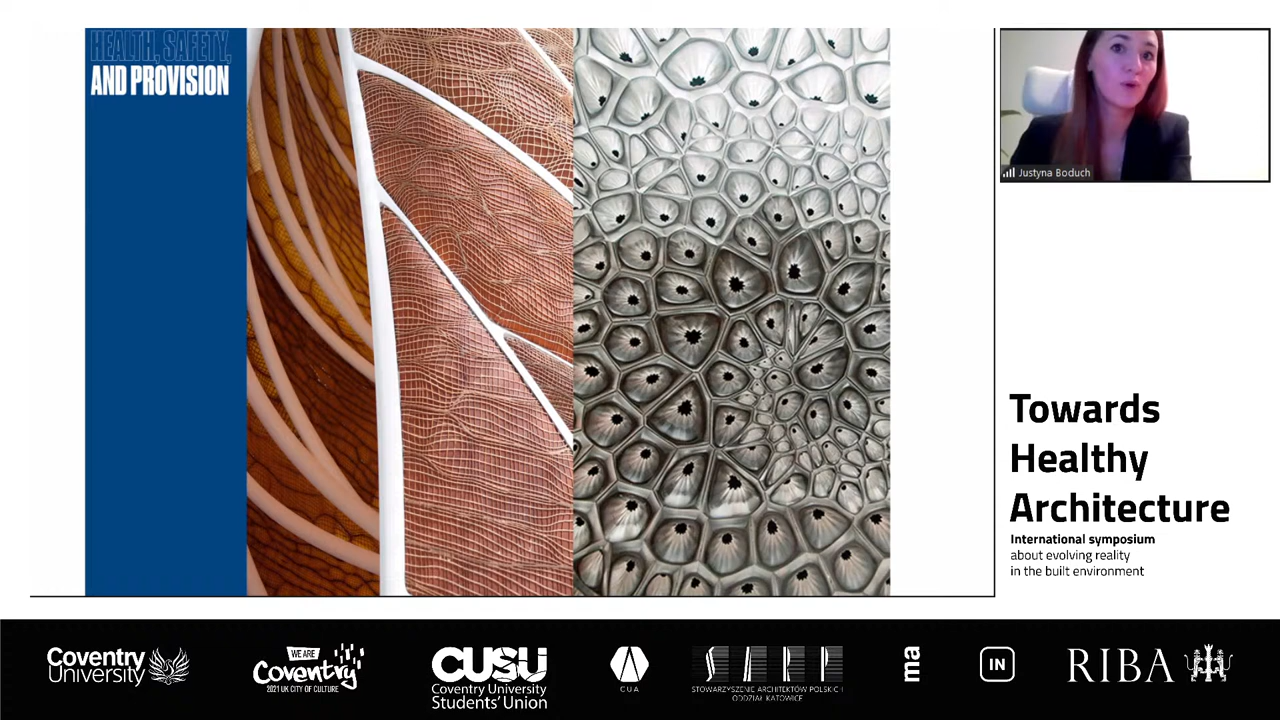 HEALTH, SAFETY,
AND PROVISION
Justyna Boduch
Towards
Healthy
Architecture
International symposium
about evolving reality
in the built environment
Coventry
University
WE ARE
Coventry
2021 UK CITY OF CULTURE
CUSU
Coventry University
Students' Union
CUA
SARP
STOWARZYSZENIE ARCHITEKTÓW POLSKICH
ODDZIAŁ KATOWICE
ma
IN
RIBA